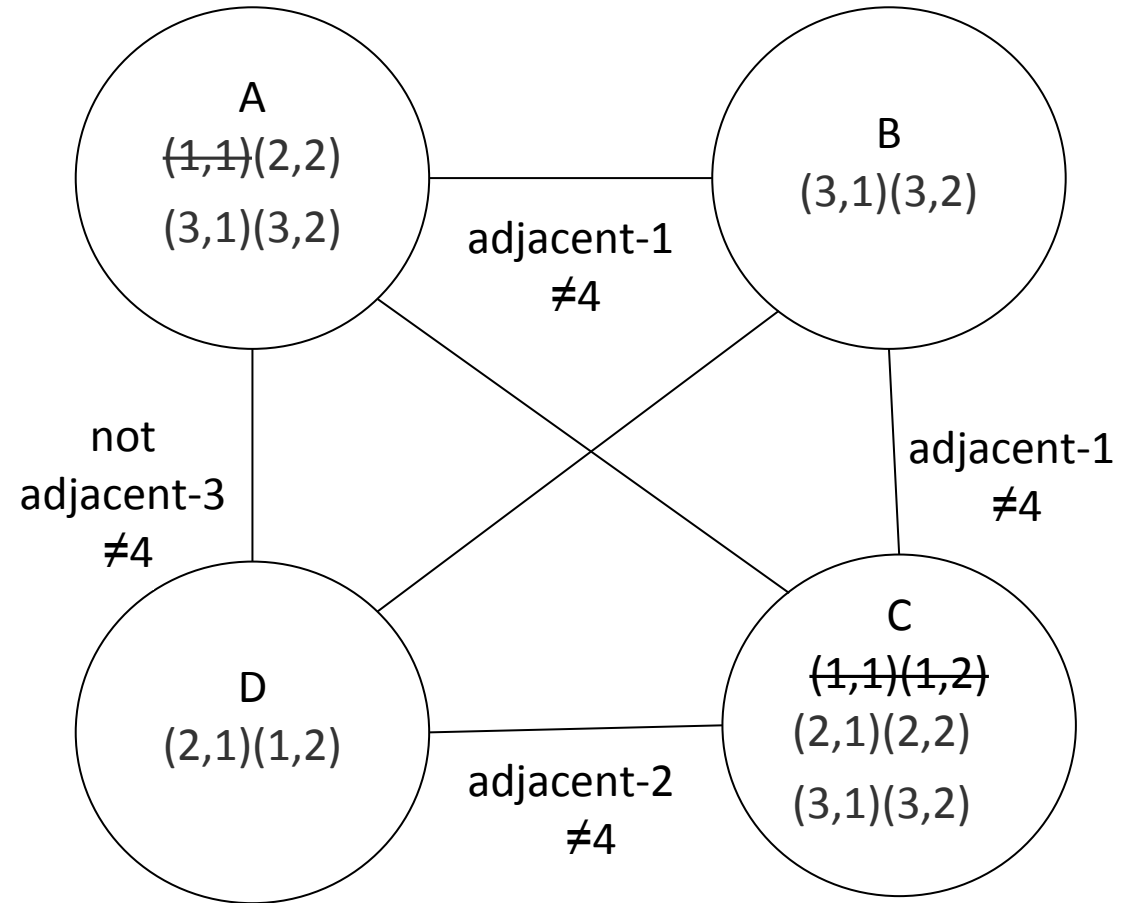 A
(1,1)(2,2)
(3,1)(3,2)
B
(3,1)(3,2)
adjacent-1
≠4
not
adjacent-3
≠4
adjacent-1
≠4
D
(2,1)(1,2)
C
(1,1)(1,2)
(2,1)(2,2)
(3,1)(3,2)
adjacent-2
≠4